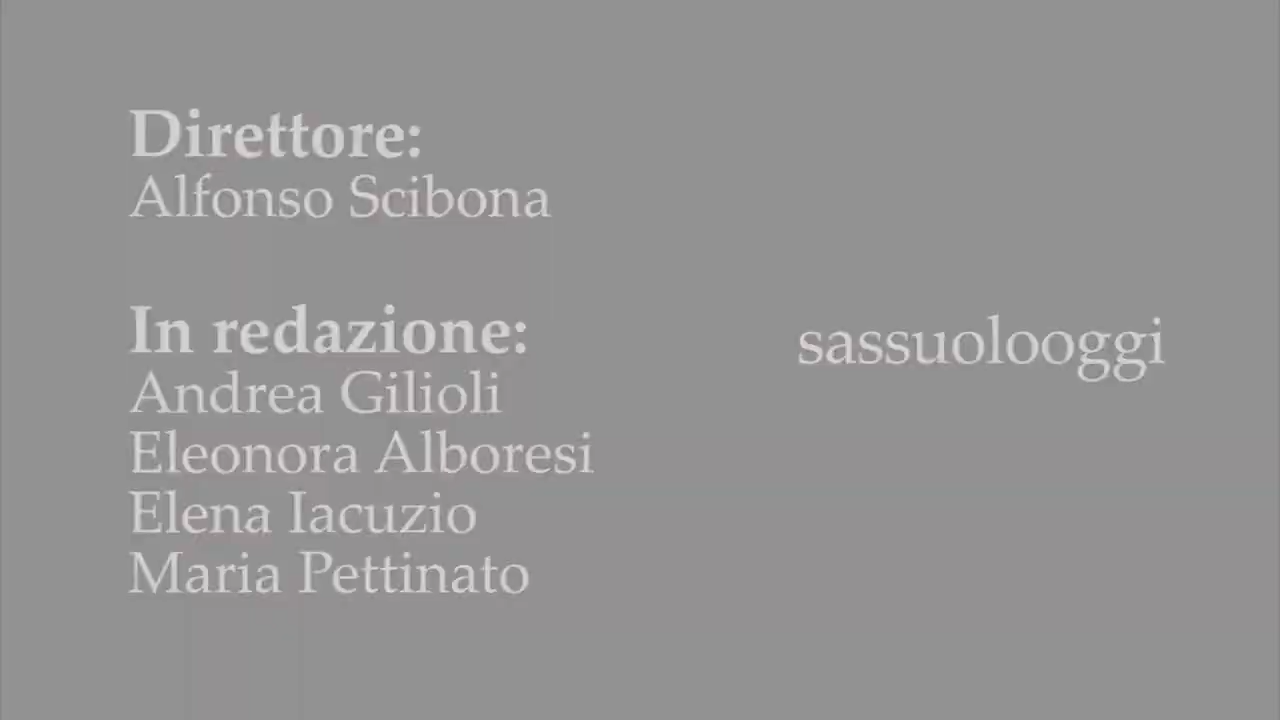 Direttore:
Alfonso Scibona
In redazione:
Andrea Gilioli
Eleonora Alboresi
Elena Iacuzio
Maria Pettinato
sassuolooggi